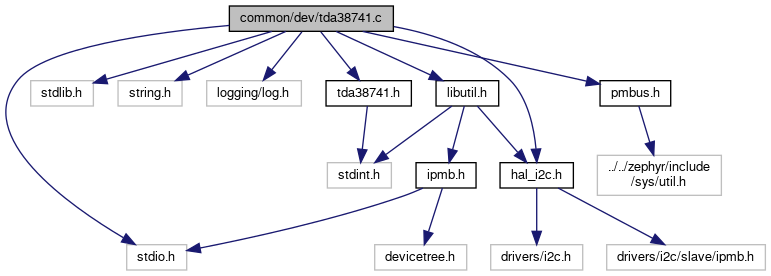 common/dev/tda38741.c
stdlib.h
string.h
logging/log.h
tda38741.h
libutil.h
pmbus.h
stdint.h
ipmb.h
hal_i2c.h
../../zephyr/include
/sys/util.h
stdio.h
devicetree.h
drivers/i2c.h
drivers/i2c/slave/ipmb.h